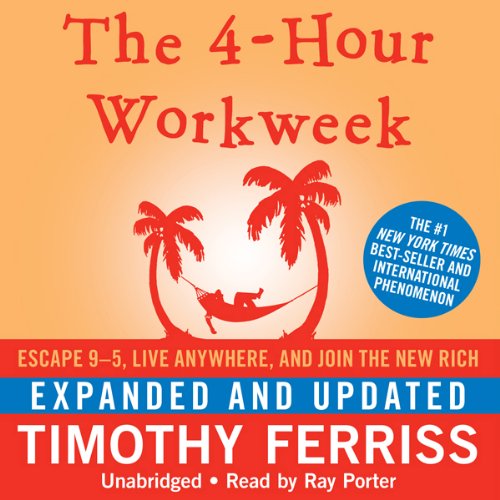 The 4-Hour
Workweek
THE #1
NEW YORK TIMES
BEST-SELLER AND
INTERNATIONAL
PHENOMENON
ESCAPE 9–5, LIVE ANYWHERE, AND JOIN THE NEW RICH
EXPANDED AND UPDATED
TIMOTHY FERRISS
Unabridged • Read by Ray Porter